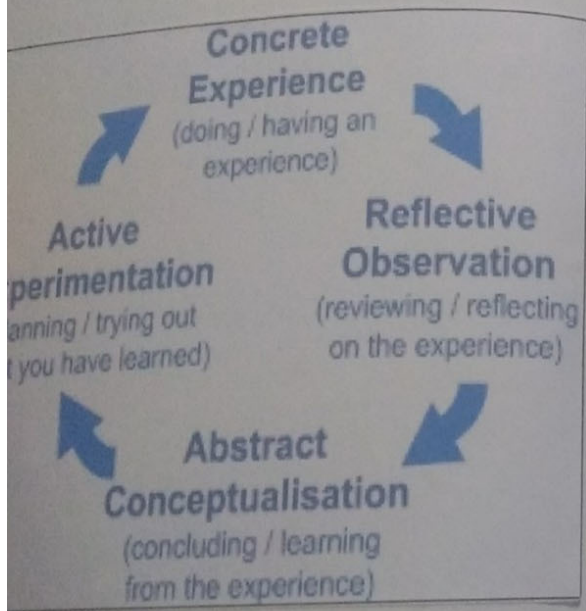 Concrete
Experience
(doing / having an
experience)
Reflective
Observation
(reviewing / reflecting
on the experience)
Abstract
Conceptualisation
(concluding / learning
from the experience)
Active
perimentation
anning / trying out
t you have learned)